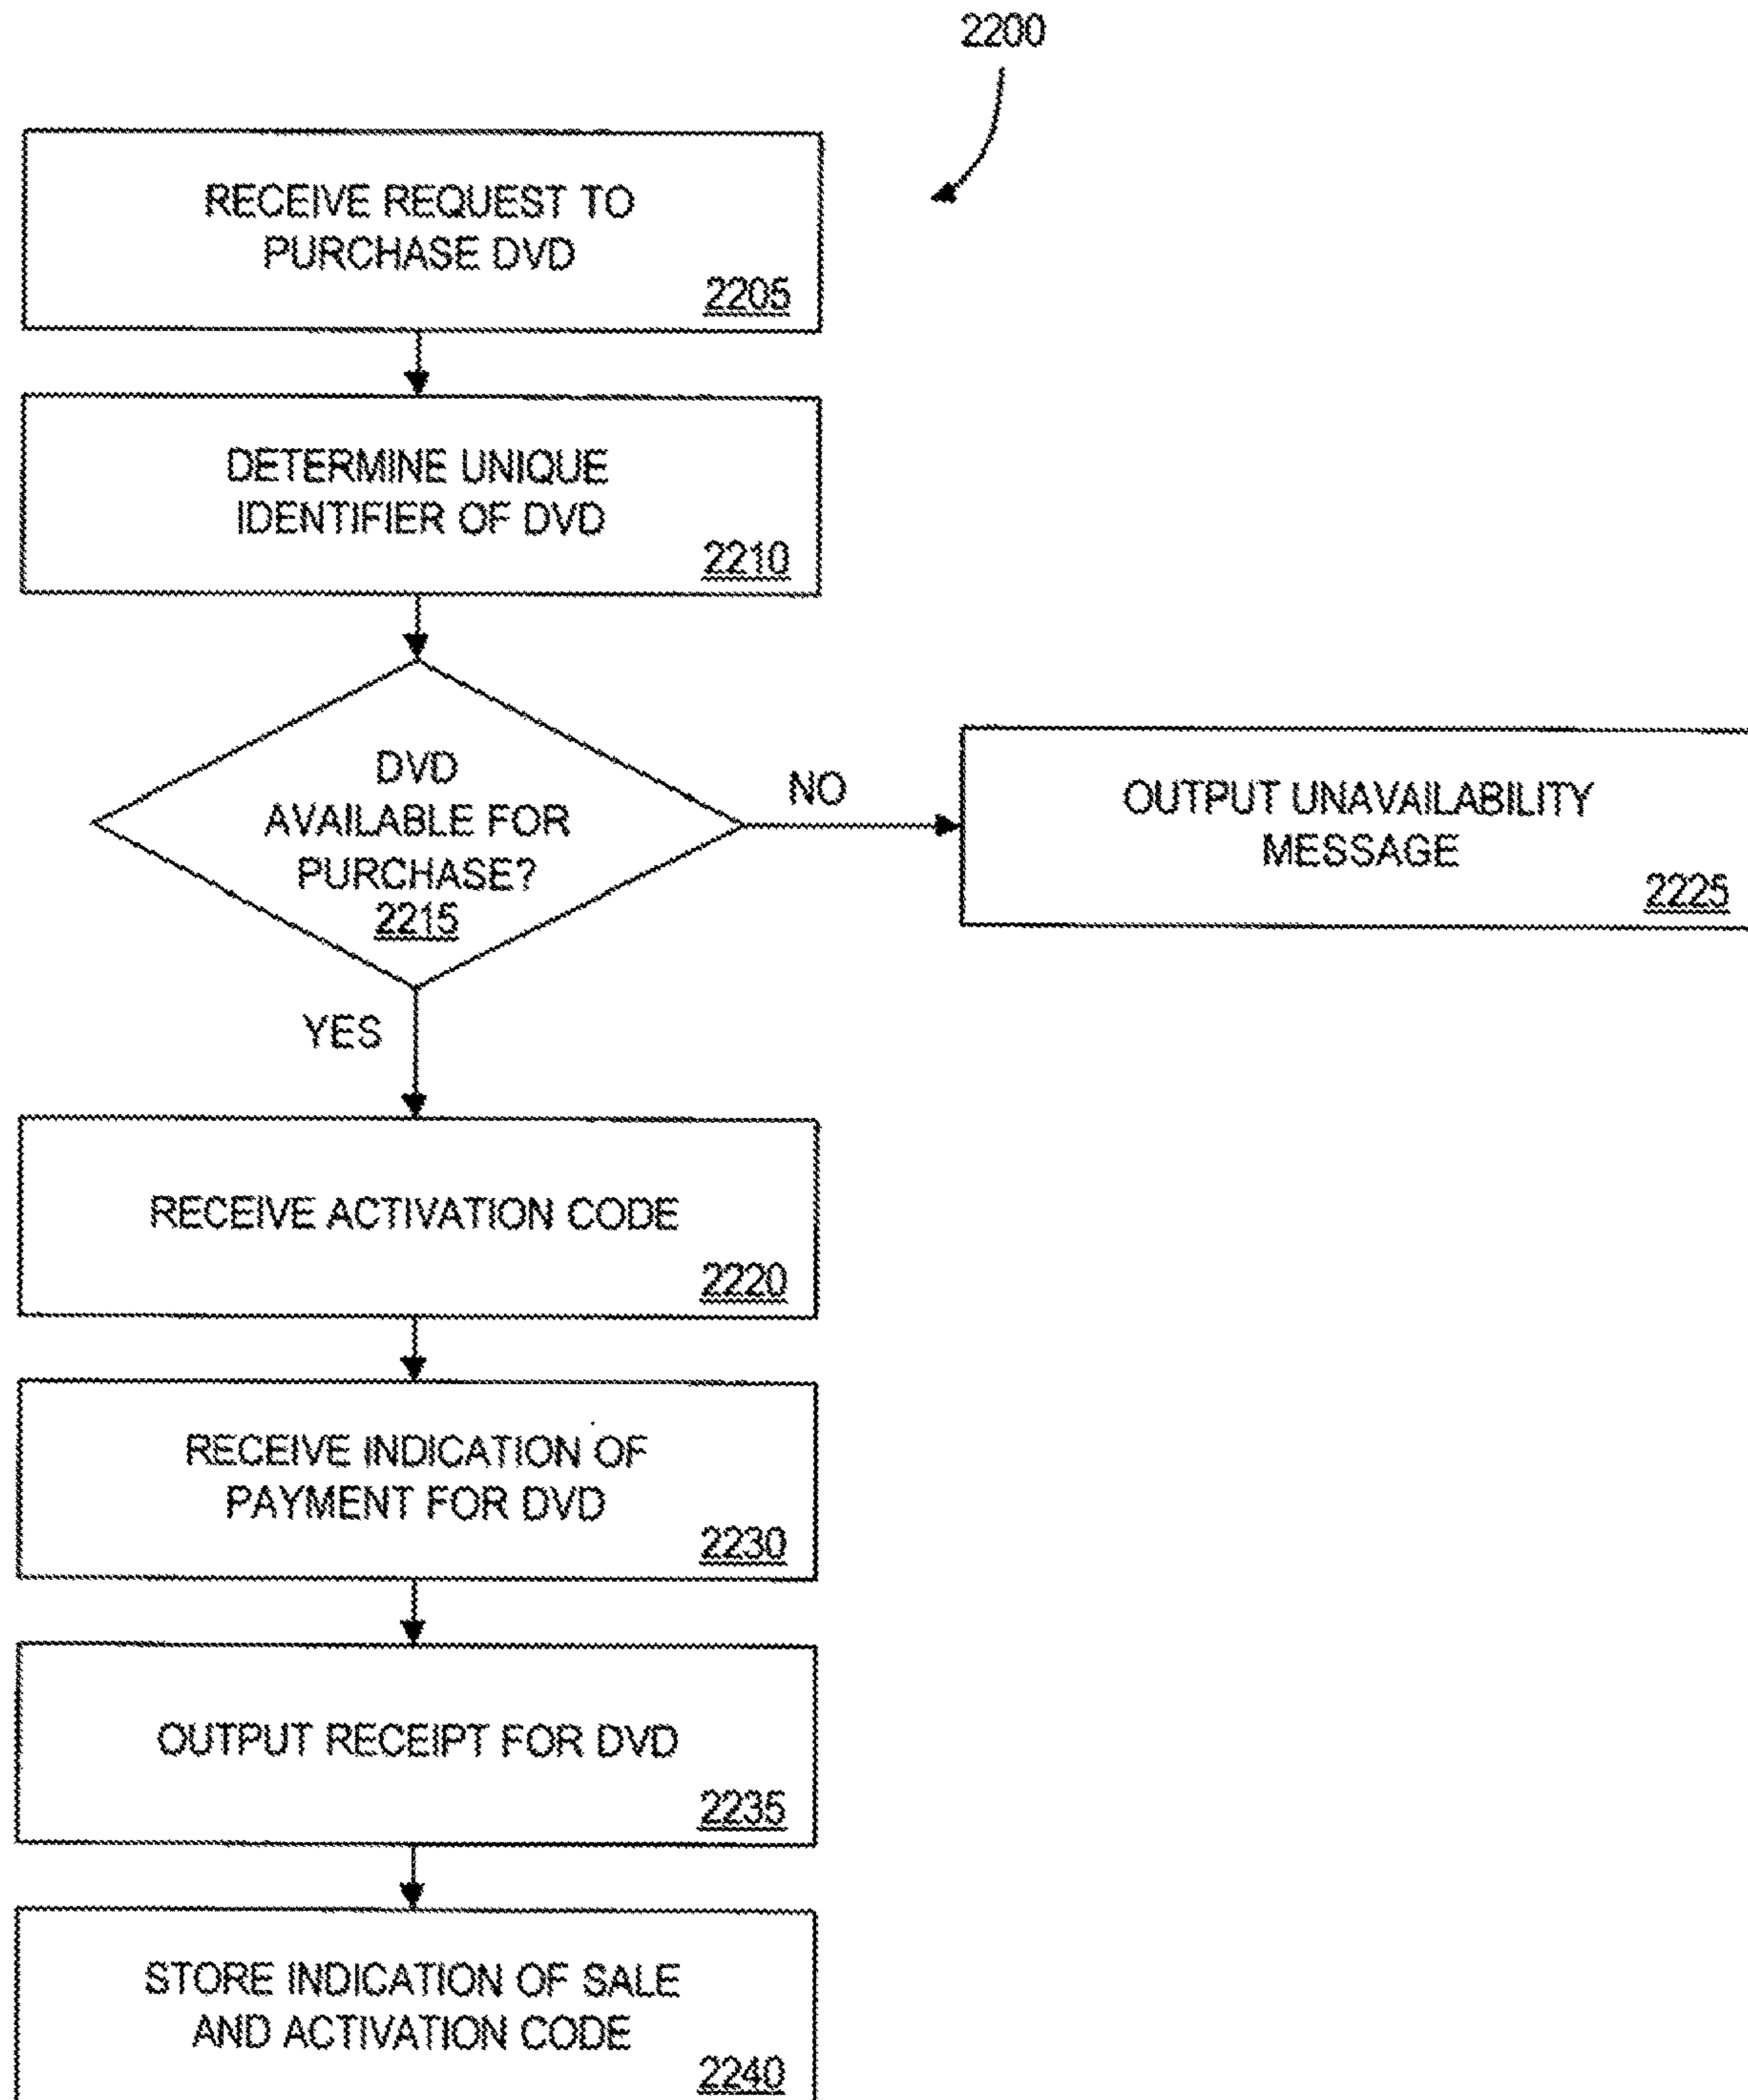 2200
RECEIVE REQUEST TO
PURCHASE DVD
2205
DETERMINE UNIQUE
IDENTIFIER OF DVD
2210
DVD
AVAILABLE FOR
PURCHASE?
2215
NO
OUTPUT UNAVAILABILITY
MESSAGE
2225
YES
RECEIVE ACTIVATION CODE
2220
RECEIVE INDICATION OF
PAYMENT FOR DVD
2230
OUTPUT RECEIPT FOR DVD
2235
STORE INDICATION OF SALE
AND ACTIVATION CODE
2240